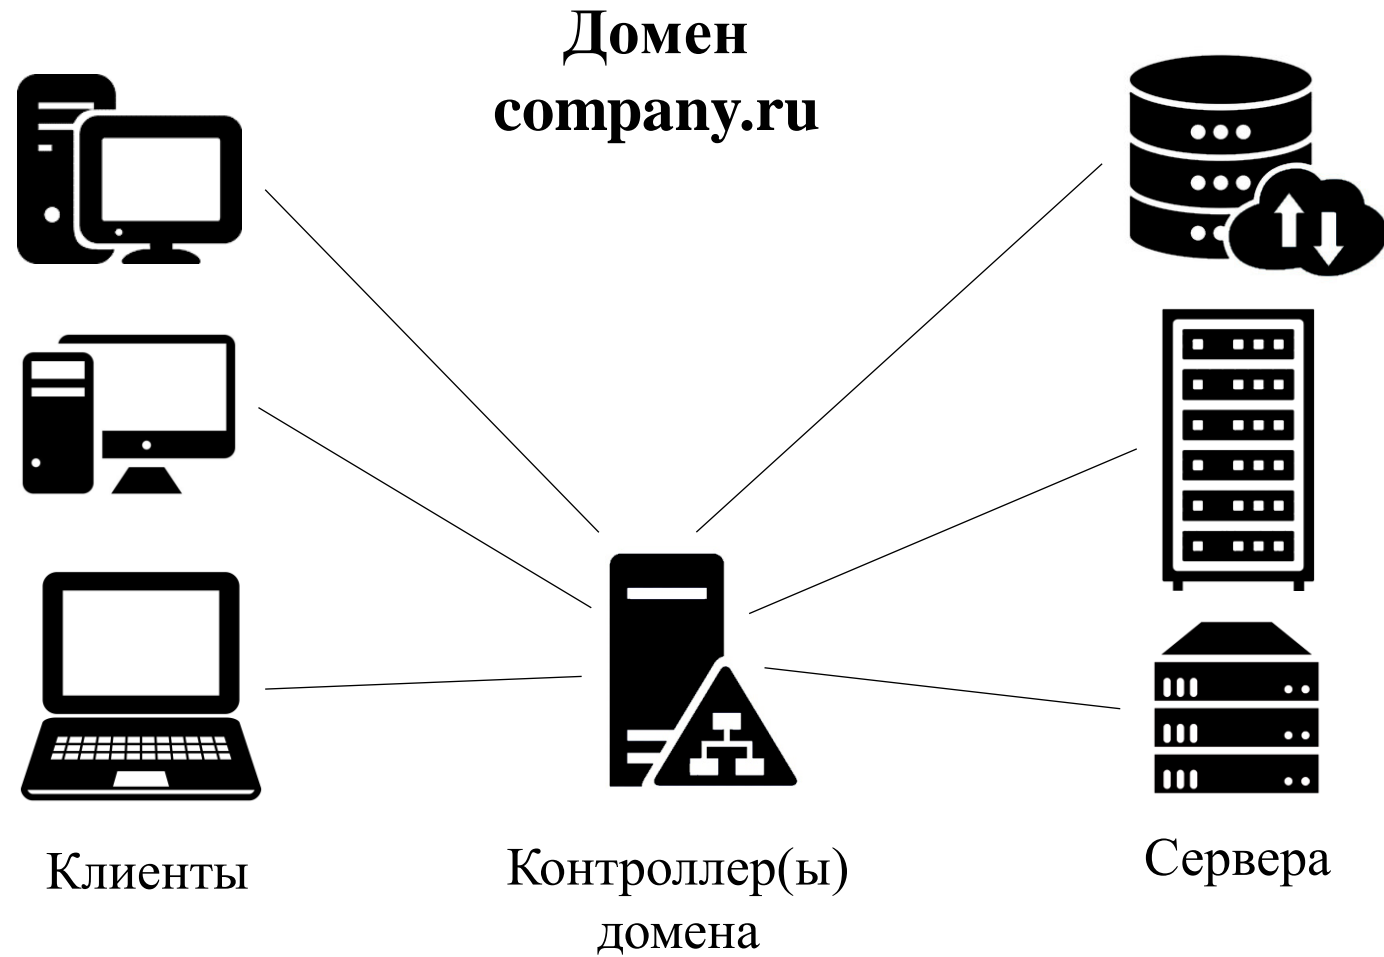 Домен
company.ru
Клиенты
Контроллер(ы)
домена
Сервера